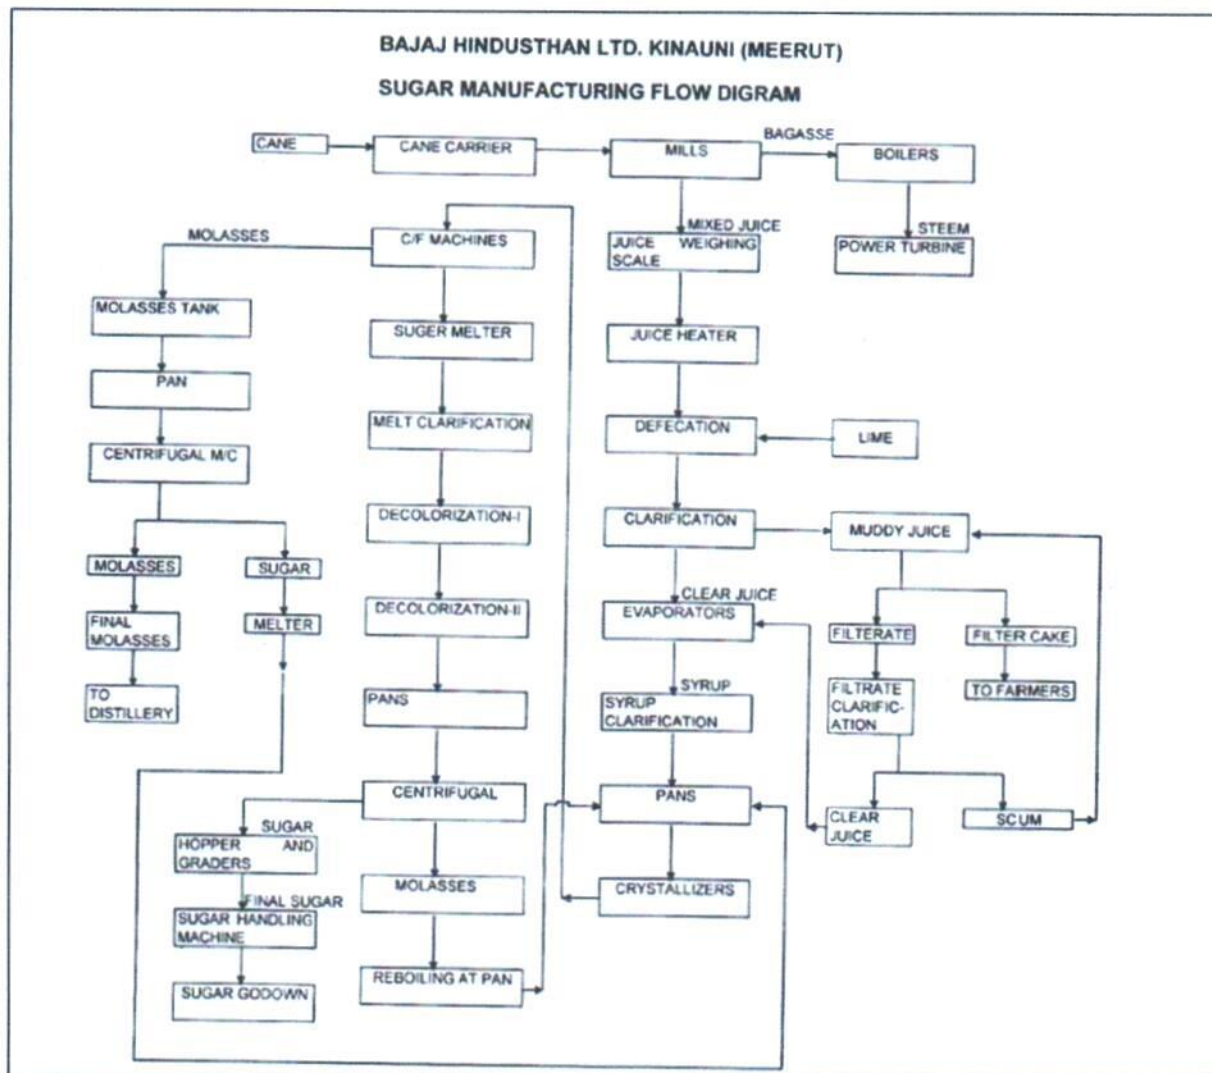 BAJAJ HINDUSTHAN LTD. KINAUNI (MEERUT)
SUGAR MANUFACTURING FLOW DIGRAM
CANE
CANE CARRIER
MILLS
BAGASSE
BOILERS
MIXED JUICE
STEEM
JUICE WEIGHING
SCALE
POWER TURBINE
MOLASSES
C/F MACHINES
MOLASSES TANK
SUGER MELTER
JUICE HEATER
PAN
MELT CLARIFICATION
DEFECATION
LIME
CENTRIFUGAL M/C
DECOLORIZATION-I
CLARIFICATION
MUDDY JUICE
MOLASSES
SUGAR
CLEAR JUICE
DECOLORIZATION-II
EVAPORATORS
FINAL
MOLASSES
MELTER
FILTERATE
FILTER CAKE
TO
DISTILLERY
PANS
SYRUP
SYRUP
CLARIFICATION
FILTRATE
CLARIFIC-
ATION
TO FAIRMERS
CENTRIFUGAL
PANS
CLEAR
JUICE
SCUM
SUGAR
HOPPER AND
GRADERS
MOLASSES
CRYSTALLIZERS
FINAL SUGAR
SUGAR HANDLING
MACHINE
REBOILING AT PAN
SUGAR GODOWN